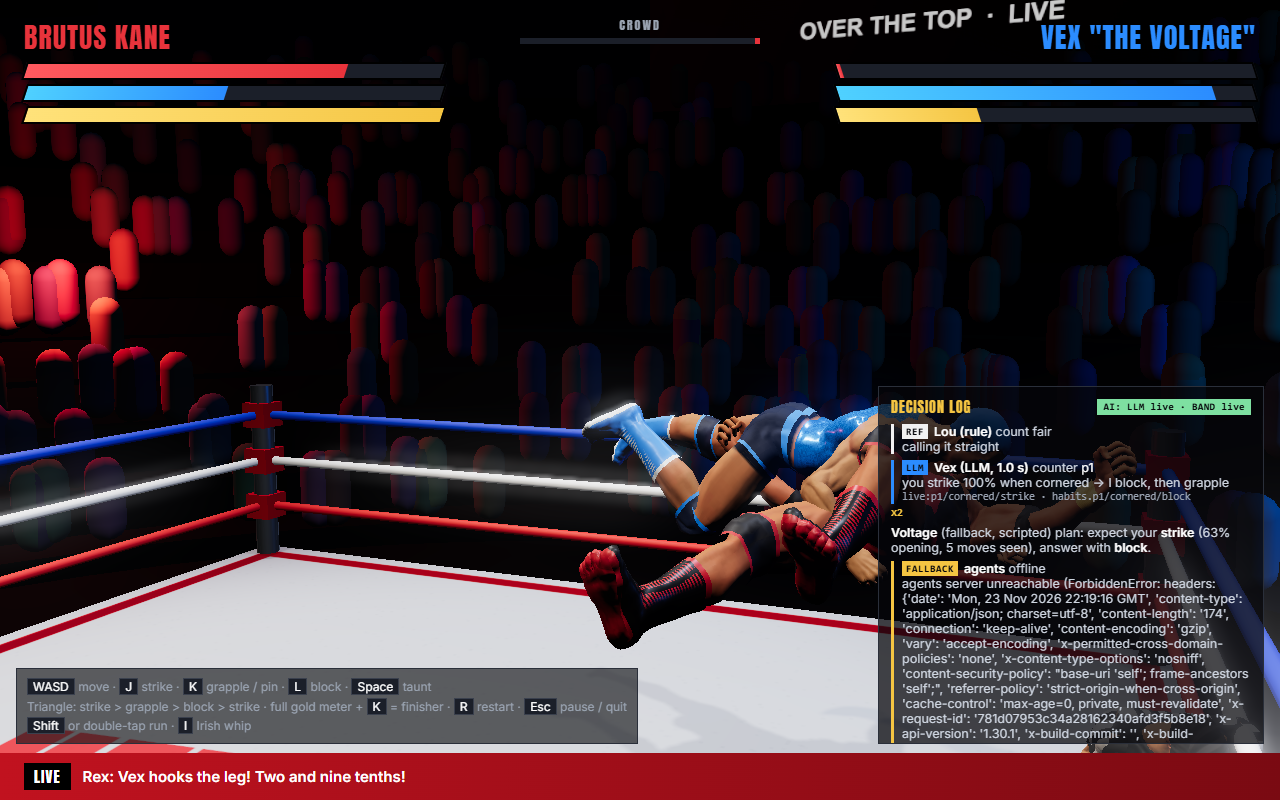 BRUTUS KANE
CROWD
OVER THE TOP · LIVE
VEX "THE VOLTAGE"
DECISION LOG
AI: LLM live · BAND live
REF Lou (rule) count fair
calling it straight
LLM Vex (LLM, 1.0 s) counter p1
you strike 100% when cornered → I block, then grapple
live:p1/cornered/strike · habits.p1/cornered/block
x2
Voltage (fallback, scripted) plan: expect your strike (63%
opening, 5 moves seen), answer with block.
FALLBACK agents offline
agents server unreachable (ForbiddenError: headers:
{'date': 'Mon, 23 Nov 2026 22:19:16 GMT', 'content-type':
'application/json; charset=utf-8', 'content-length': '174',
'connection': 'keep-alive', 'content-encoding': 'gzip',
'vary': 'accept-encoding', 'x-permitted-cross-domain-
policies': 'none', 'x-content-type-options': 'nosniff',
'content-security-policy': "base-uri 'self'; frame-ancestors
'self';", 'referrer-policy': 'strict-origin-when-cross-origin',
'cache-control': 'max-age=0, private, must-revalidate', 'x-
request-id': '781d07953c34a28162340afd3f5b8e18', 'x-
api-version': '1.30.1', 'x-build-commit': '', 'x-build-
WASD move · J strike · K grapple / pin · L block · Space taunt
Triangle: strike > grapple > block > strike · full gold meter + K = finisher · R restart · Esc pause / quit
Shift or double-tap run · I Irish whip
LIVE Rex: Vex hooks the leg! Two and nine tenths!